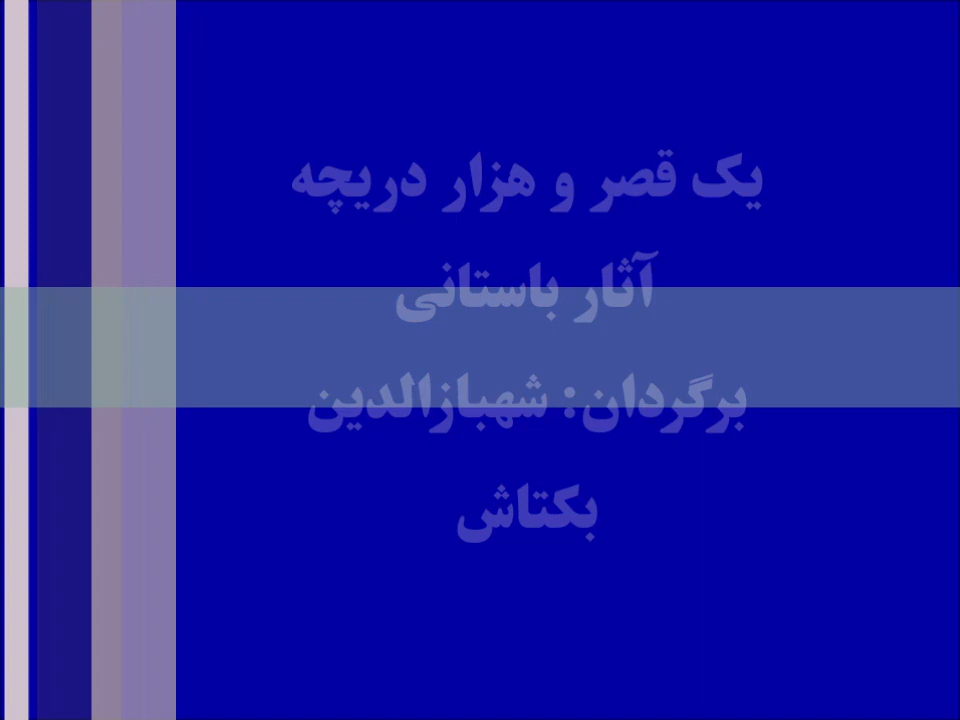 یک قصر و هزار دریچه
آثار باستانی
برگردان: شهبازالدین
بکتاش